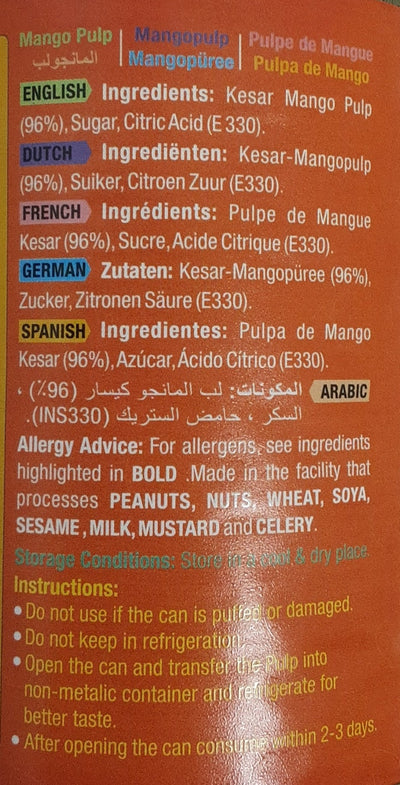 Mango Pulp | Mangopulp | Pulpe de Mangue
المانجولب | Mangopüree | Pulpa de Mango
ENGLISH Ingredients: Kesar Mango Pulp
(96%), Sugar, Citric Acid (E 330).
DUTCH Ingrediënten: Kesar-Mangopulp
(96%), Suiker, Citroen Zuur (E330).
FRENCH Ingrédients: Pulpe de Mangue
Kesar (96%), Sucre, Acide Citrique (E330).
GERMAN Zutaten: Kesar-Mangopüree (96%),
Zucker, Zitronen Säure (E330).
SPANISH Ingredientes: Pulpa de Mango
Kesar (96%), Azúcar, Ácido Cítrico (E330).
ARABIC المكونات: لب المانجو كيسار (96٪) ،
السكر ، حامض الستريك (INS330).
Allergy Advice: For allergens, see ingredients
highlighted in BOLD .Made in the facility that
processes PEANUTS, NUTS, WHEAT, SOYA,
SESAME, MILK, MUSTARD and CELERY.
Storage Conditions: Store in a cool & dry place.
Instructions:
• Do not use if the can is puffed or damaged.
• Do not keep in refrigeration.
• Open the can and transfer the Pulp into
non-metalic container and refrigerate for
better taste.
• After opening the can consume within 2-3 days.